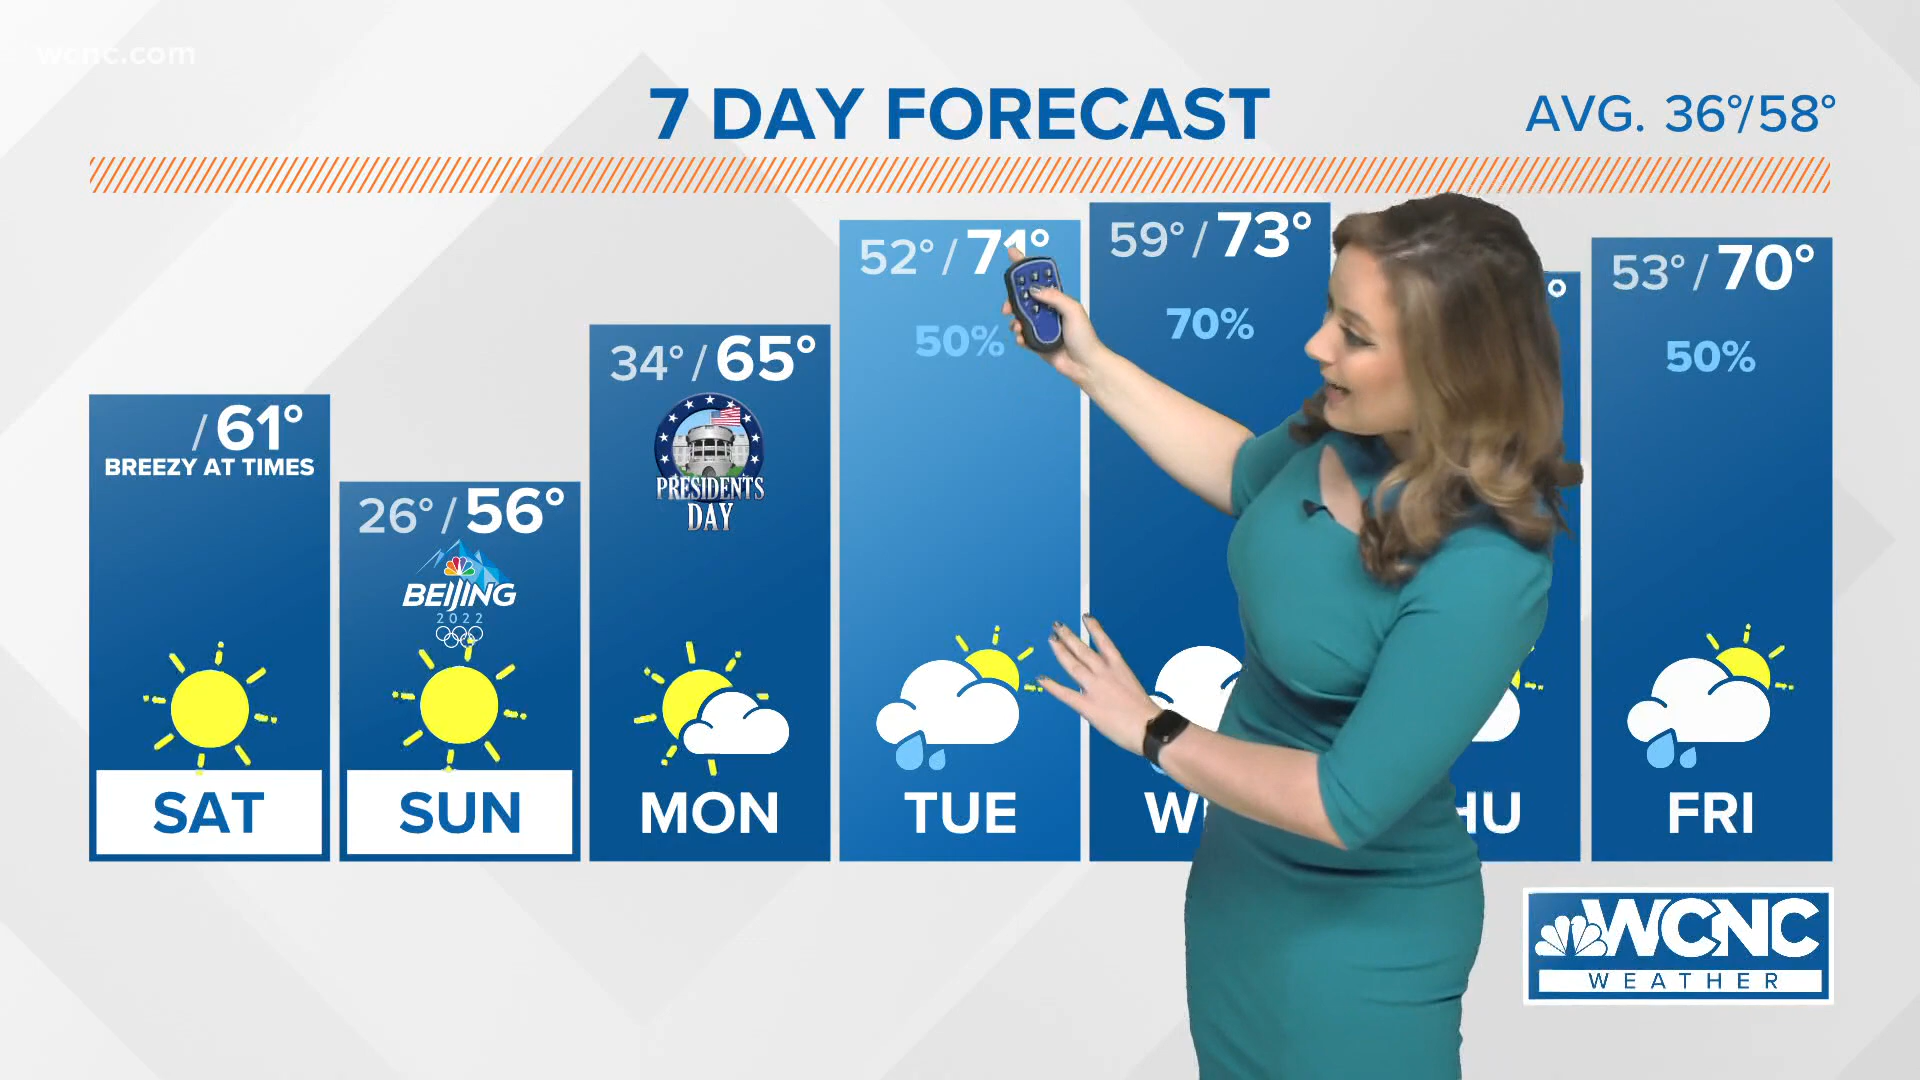 wcnc.com
7 DAY FORECAST
AVG. 36°/58°
/ 61°
BREEZY AT TIMES
SAT
26° / 56°
BEIJING
2022
SUN
34° / 65°
PRESIDENTS
DAY
MON
52° / 71°
50%
TUE
59° / 73°
70%
53° / 70°
50%
FRI
WCNC
WEATHER